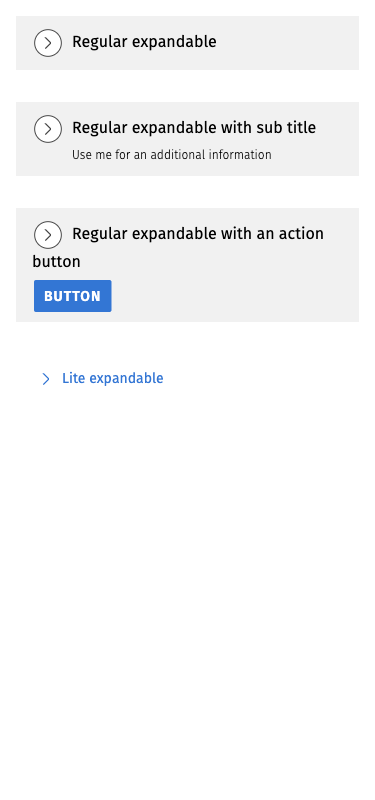 Regular expandable
Regular expandable with sub title
Use me for an additional information
Regular expandable with an action
button
BUTTON
Lite expandable